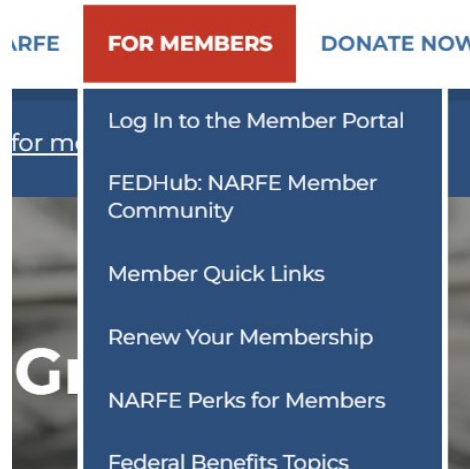 FOR MEMBERS DONATE NOW
for
Log In to the Member Portal
FEDHub: NARFE Member
Community
Member Quick Links
Renew Your Membership
NARFE Perks for Members
Federal Benefits Topics